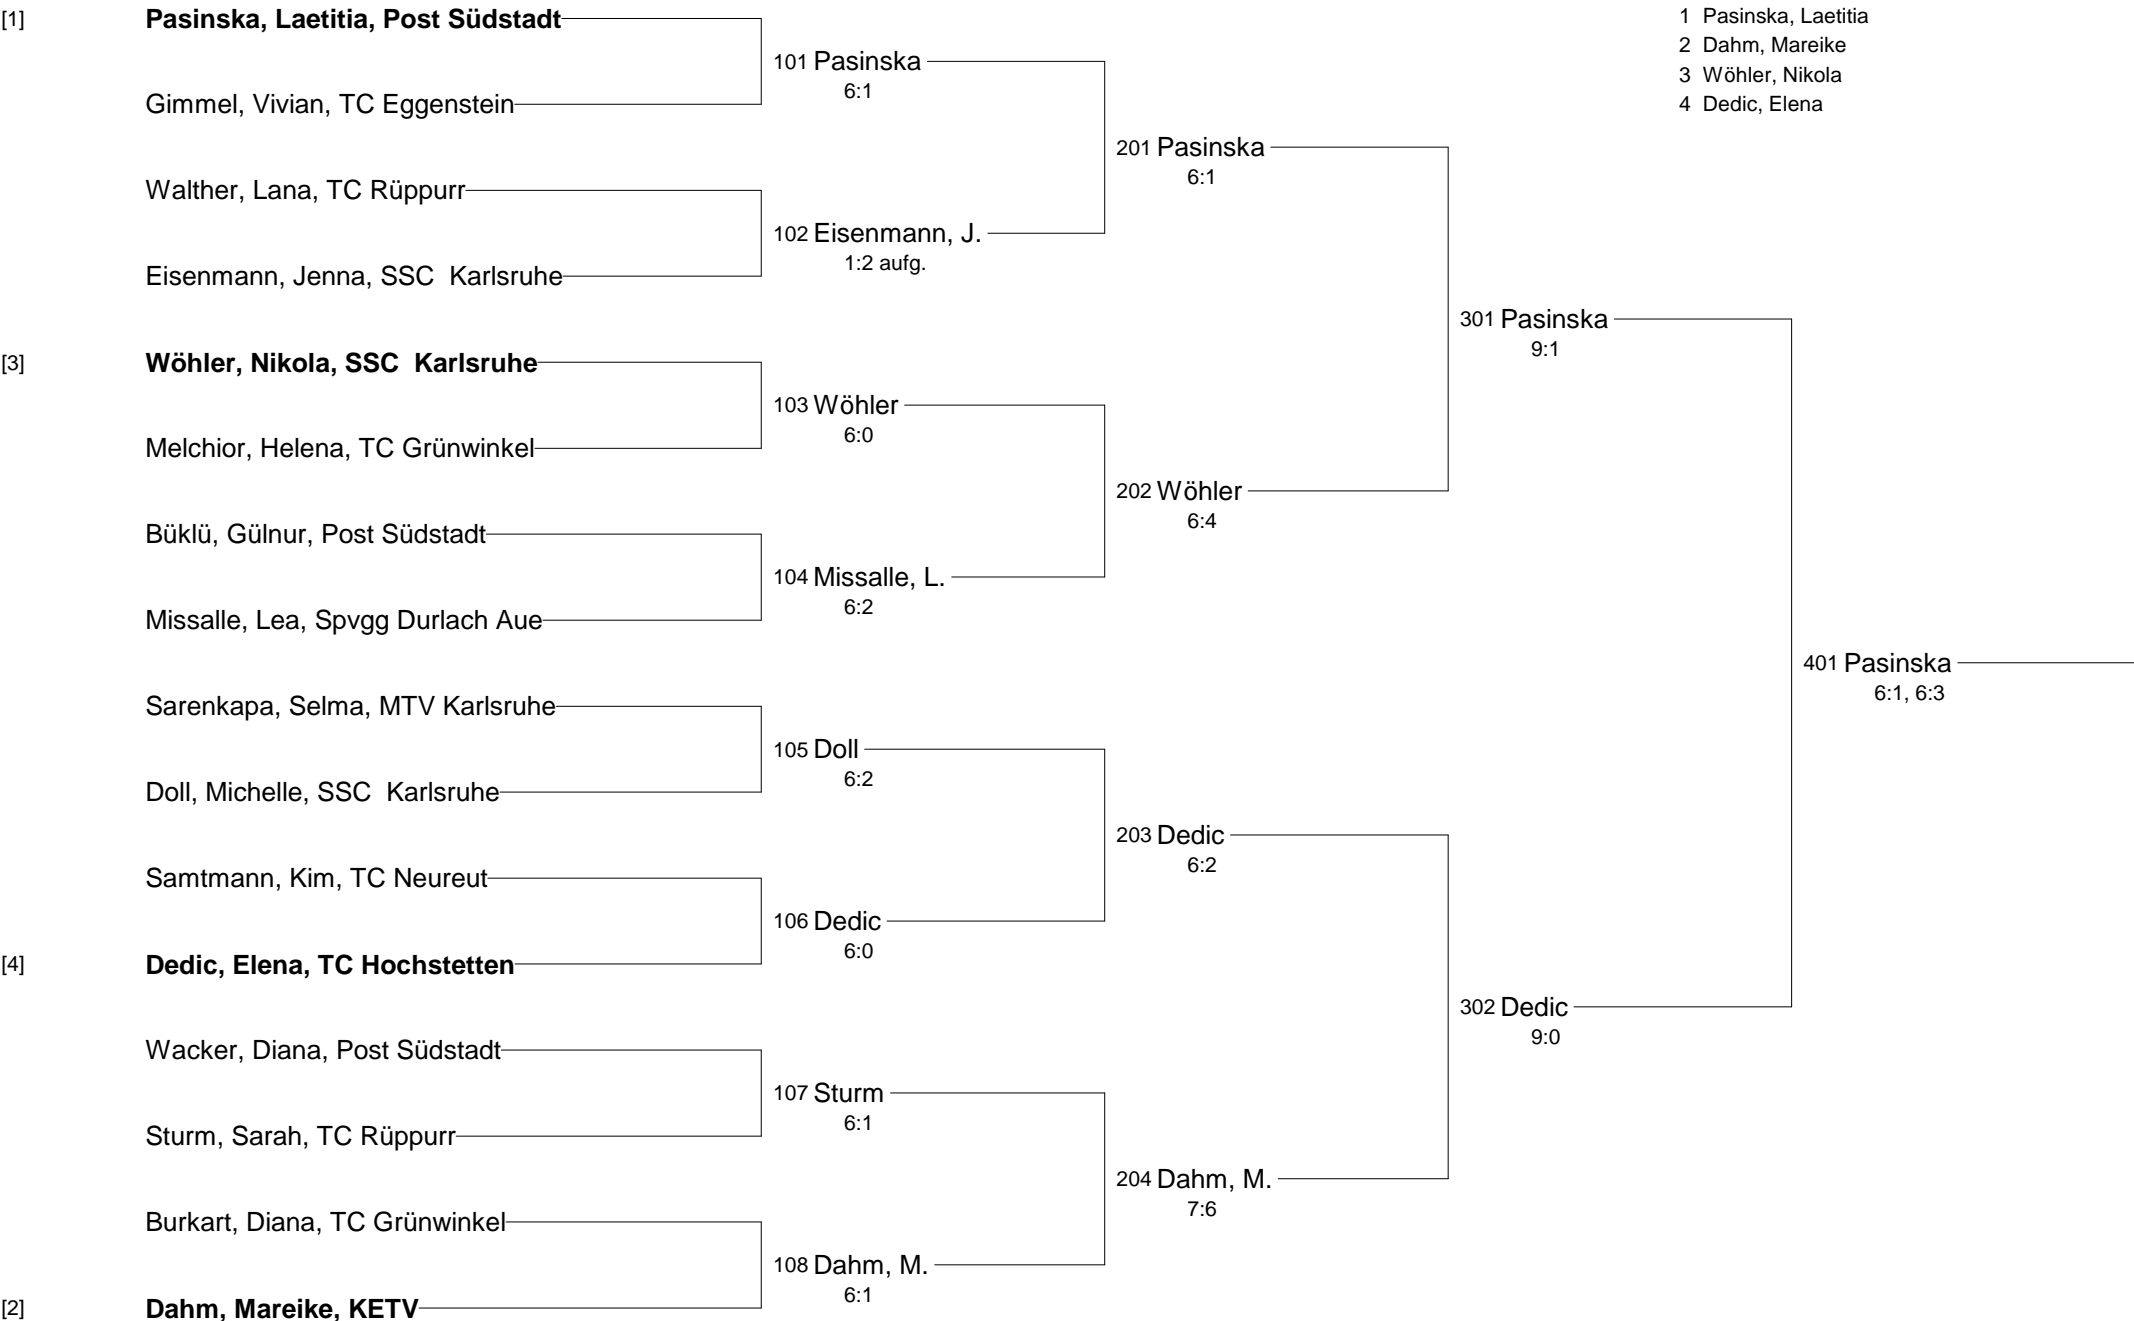 [1] Pasinska, Laetitia, Post Südstadt
1 Pasinska, Laetitia
2 Dahm, Mareike
3 Wöhler, Nikola
4 Dedic, Elena
101 Pasinska
6:1
Gimmel, Vivian, TC Eggenstein
201 Pasinska
6:1
Walther, Lana, TC Rüppurr
102 Eisenmann, J.
1:2 aufg.
Eisenmann, Jenna, SSC  Karlsruhe
301 Pasinska
9:1
[3] Wöhler, Nikola, SSC  Karlsruhe
103 Wöhler
6:0
Melchior, Helena, TC Grünwinkel
202 Wöhler
6:4
Büklü, Gülnur, Post Südstadt
104 Missalle, L.
6:2
Missalle, Lea, Spvgg Durlach Aue
401 Pasinska
6:1, 6:3
Sarenkapa, Selma, MTV Karlsruhe
105 Doll
6:2
Doll, Michelle, SSC  Karlsruhe
203 Dedic
6:2
Samtmann, Kim, TC Neureut
106 Dedic
6:0
[4] Dedic, Elena, TC Hochstetten
302 Dedic
9:0
Wacker, Diana, Post Südstadt
107 Sturm
6:1
Sturm, Sarah, TC Rüppurr
204 Dahm, M.
7:6
Burkart, Diana, TC Grünwinkel
108 Dahm, M.
6:1
[2] Dahm, Mareike, KETV